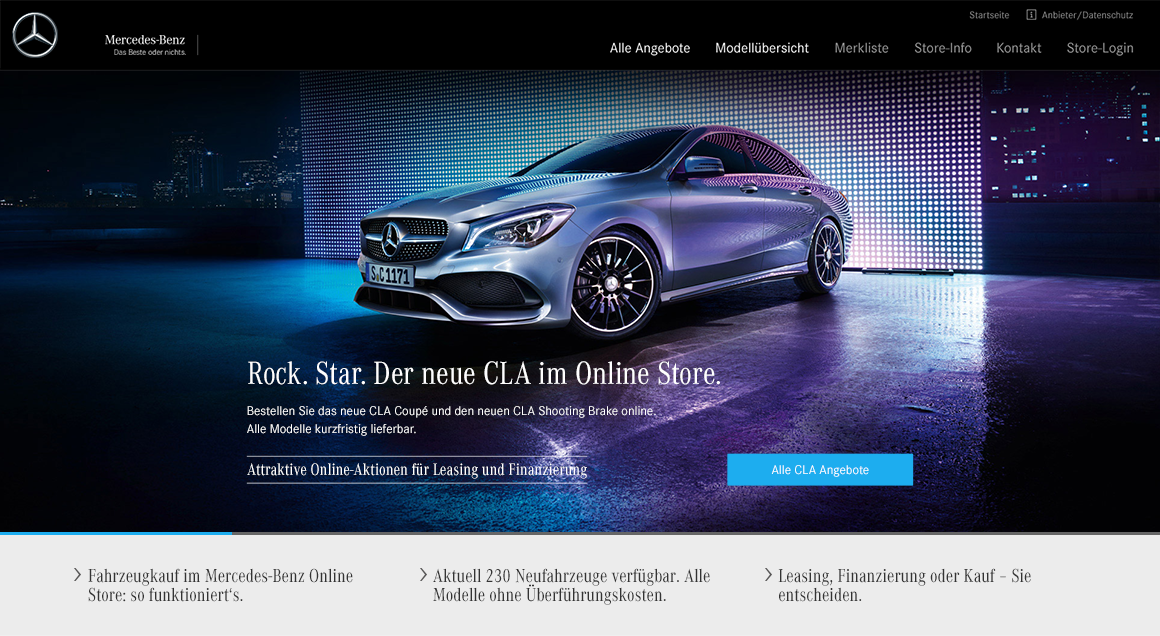 Startseite
Anbieter/Datenschutz
Mercedes-Benz
Das Beste oder nichts.
Alle Angebote
Modellübersicht
Merkliste
Store-Info
Kontakt
Store-Login
S·C 1171
Rock. Star. Der neue CLA im Online Store.
Bestellen Sie das neue CLA Coupé und den neuen CLA Shooting Brake online.
Alle Modelle kurzfristig lieferbar.
Attraktive Online-Aktionen für Leasing und Finanzierung
Alle CLA Angebote
Fahrzeugkauf im Mercedes-Benz Online
Store: so funktioniert‘s.
Aktuell 230 Neufahrzeuge verfügbar. Alle
Modelle ohne Überführungskosten.
Leasing, Finanzierung oder Kauf – Sie
entscheiden.